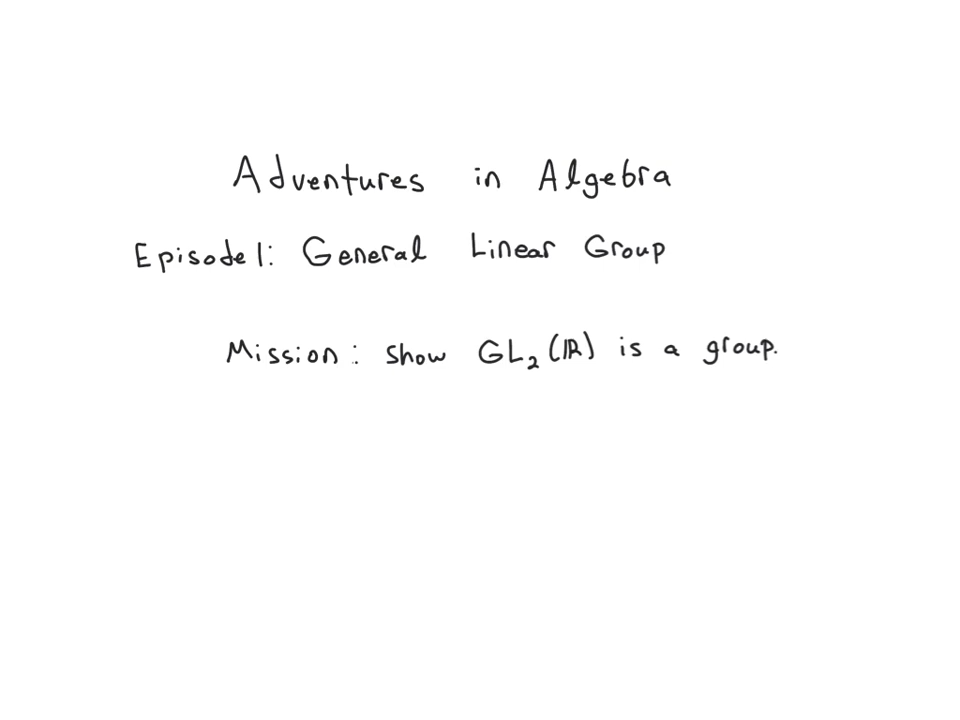 Adventures in Algebra
Episode 1: General Linear Group
Mission: show GL₂(ℝ) is a group.